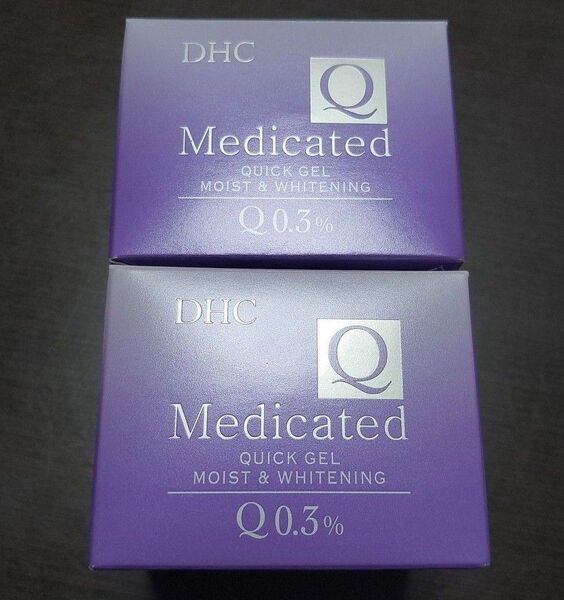 DHC
Q
Medicated
QUICK GEL
MOIST & WHITENING
Q 0.3%
DHC
Q
Medicated
QUICK GEL
MOIST & WHITENING
Q 0.3%